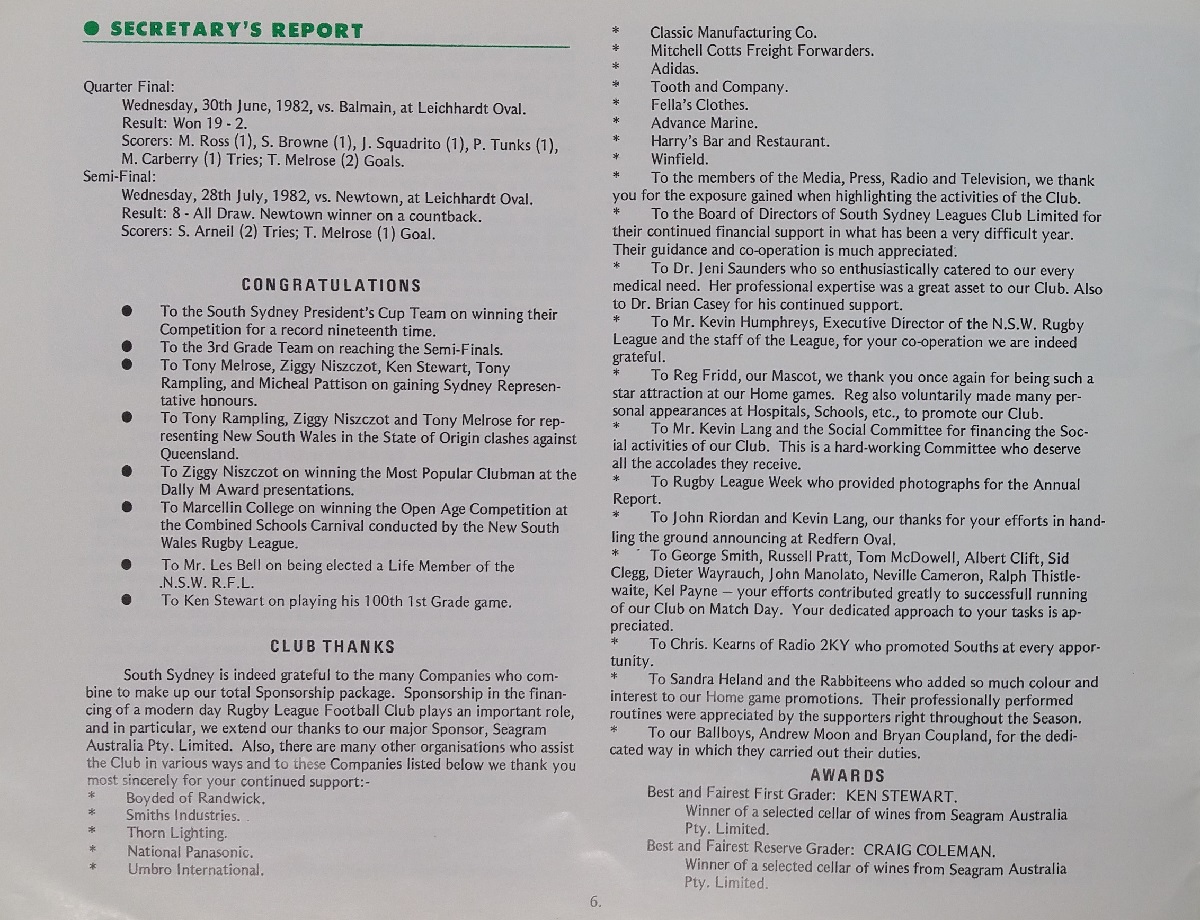 ● SECRETARY'S REPORT
Quarter Final:
Wednesday, 30th June, 1982, vs. Balmain, at Leichhardt Oval.
Result: Won 19 - 2.
Scorers: M. Ross (1), S. Browne (1), J. Squadrito (1), P. Tunks (1),
M. Carberry (1) Tries; T. Melrose (2) Goals.
Semi-Final:
Wednesday, 28th July, 1982, vs. Newtown, at Leichhardt Oval.
Result: 8 - All Draw. Newtown winner on a countback.
Scorers: S. Arneil (2) Tries; T. Melrose (1) Goal.
CONGRATULATIONS
● To the South Sydney President's Cup Team on winning their
Competition for a record nineteenth time.
● To the 3rd Grade Team on reaching the Semi-Finals.
● To Tony Melrose, Ziggy Niszczot, Ken Stewart, Tony
Rampling, and Micheal Pattison on gaining Sydney Represen-
tative honours.
● To Tony Rampling, Ziggy Niszczot and Tony Melrose for rep-
resenting New South Wales in the State of Origin clashes against
Queensland.
● To Ziggy Niszczot on winning the Most Popular Clubman at the
Dally M Award presentations.
● To Marcellin College on winning the Open Age Competition at
the Combined Schools Carnival conducted by the New South
Wales Rugby League.
● To Mr. Les Bell on being elected a Life Member of the
.N.S.W. R.F.L.
● To Ken Stewart on playing his 100th 1st Grade game.
CLUB THANKS
South Sydney is indeed grateful to the many Companies who com-
bine to make up our total Sponsorship package. Sponsorship in the finan-
cing of a modern day Rugby League Football Club plays an important role,
and in particular, we extend our thanks to our major Sponsor, Seagram
Australia Pty. Limited. Also, there are many other organisations who assist
the Club in various ways and to these Companies listed below we thank you
most sincerely for your continued support:-
* Boyded of Randwick.
* Smiths Industries.
* Thorn Lighting.
* National Panasonic.
* Umbro International.
* Classic Manufacturing Co.
* Mitchell Cotts Freight Forwarders.
* Adidas.
* Tooth and Company.
* Fella's Clothes.
* Advance Marine.
* Harry's Bar and Restaurant.
* Winfield.
* To the members of the Media, Press, Radio and Television, we thank
you for the exposure gained when highlighting the activities of the Club.
* To the Board of Directors of South Sydney Leagues Club Limited for
their continued financial support in what has been a very difficult year.
Their guidance and co-operation is much appreciated.
* To Dr. Jeni Saunders who so enthusiastically catered to our every
medical need. Her professional expertise was a great asset to our Club. Also
to Dr. Brian Casey for his continued support.
* To Mr. Kevin Humphreys, Executive Director of the N.S.W. Rugby
League and the staff of the League, for your co-operation we are indeed
grateful.
* To Reg Fridd, our Mascot, we thank you once again for being such a
star attraction at our Home games. Reg also voluntarily made many per-
sonal appearances at Hospitals, Schools, etc., to promote our Club.
* To Mr. Kevin Lang and the Social Committee for financing the Soc-
ial activities of our Club. This is a hard-working Committee who deserve
all the accolades they receive.
* To Rugby League Week who provided photographs for the Annual
Report.
* To John Riordan and Kevin Lang, our thanks for your efforts in hand-
ling the ground announcing at Redfern Oval.
* To George Smith, Russell Pratt, Tom McDowell, Albert Clift, Sid
Clegg, Dieter Wayrauch, John Manolato, Neville Cameron, Ralph Thistle-
waite, Kel Payne — your efforts contributed greatly to successfull running
of our Club on Match Day. Your dedicated approach to your tasks is ap-
preciated.
* To Chris. Kearns of Radio 2KY who promoted Souths at every appor-
tunity.
* To Sandra Heland and the Rabbiteens who added so much colour and
interest to our Home game promotions. Their professionally performed
routines were appreciated by the supporters right throughout the Season.
* To our Ballboys, Andrew Moon and Bryan Coupland, for the dedi-
cated way in which they carried out their duties.
AWARDS
Best and Fairest First Grader: KEN STEWART.
Winner of a selected cellar of wines from Seagram Australia
Pty. Limited.
Best and Fairest Reserve Grader: CRAIG COLEMAN.
Winner of a selected cellar of wines from Seagram Australia
Pty. Limited.
6.